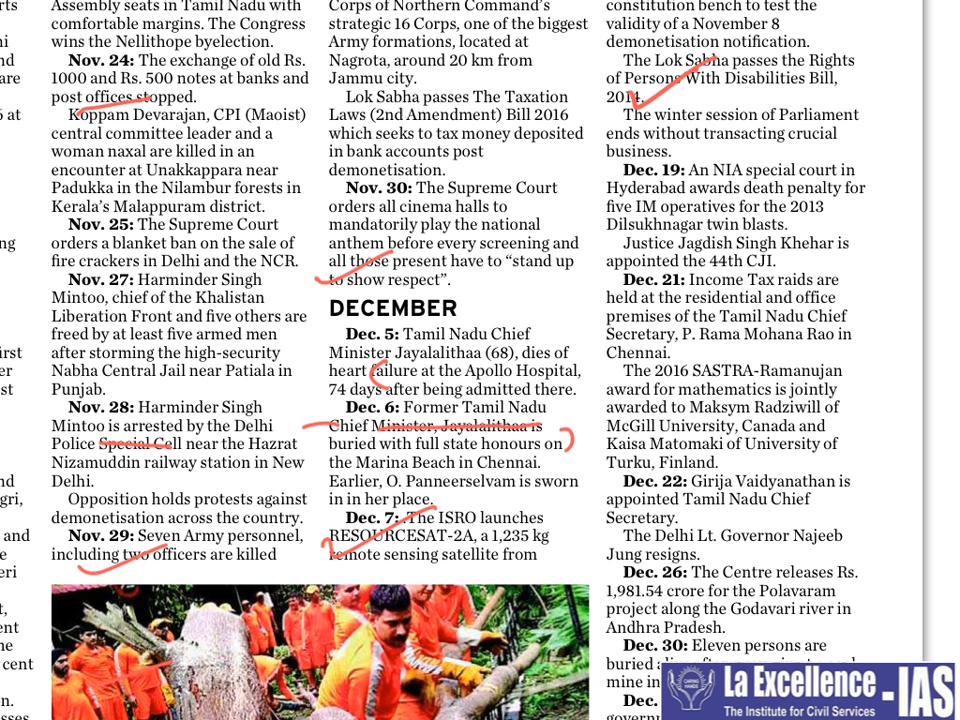 rts
ni
nd
are
6 at
ng
irst
er
st
nd
gri,
and
e
eri
t,
ent
he
cent
n.
sses
Assembly seats in Tamil Nadu with
comfortable margins. The Congress
wins the Nellithope byelection.
Nov. 24: The exchange of old Rs.
1000 and Rs. 500 notes at banks and
post offices stopped.
Koppam Devarajan, CPI (Maoist)
central committee leader and a
woman naxal are killed in an
encounter at Unakkappara near
Padukka in the Nilambur forests in
Kerala's Malappuram district.
Nov. 25: The Supreme Court
orders a blanket ban on the sale of
fire crackers in Delhi and the NCR.
Nov. 27: Harminder Singh
Mintoo, chief of the Khalistan
Liberation Front and five others are
freed by at least five armed men
after storming the high-security
Nabha Central Jail near Patiala in
Punjab.
Nov. 28: Harminder Singh
Mintoo is arrested by the Delhi
Police Special Cell near the Hazrat
Nizamuddin railway station in New
Delhi.
Opposition holds protests against
demonetisation across the country.
Nov. 29: Seven Army personnel,
including two officers are killed
Corps of Northern Command's
strategic 16 Corps, one of the biggest
Army formations, located at
Nagrota, around 20 km from
Jammu city.
Lok Sabha passes The Taxation
Laws (2nd Amendment) Bill 2016
which seeks to tax money deposited
in bank accounts post
demonetisation.
Nov. 30: The Supreme Court
orders all cinema halls to
mandatorily play the national
anthem before every screening and
all those present have to “stand up
to show respect”.
DECEMBER
Dec. 5: Tamil Nadu Chief
Minister Jayalalithaa (68), dies of
heart failure at the Apollo Hospital,
74 days after being admitted there.
Dec. 6: Former Tamil Nadu
Chief Minister, Jayalalithaa is
buried with full state honours on
the Marina Beach in Chennai.
Earlier, O. Panneerselvam is sworn
in in her place.
Dec. 7: The ISRO launches
RESOURCESAT-2A, a 1,235 kg
remote sensing satellite from
constitution bench to test the
validity of a November 8
demonetisation notification.
The Lok Sabha passes the Rights
of Persons With Disabilities Bill,
2014.
The winter session of Parliament
ends without transacting crucial
business.
Dec. 19: An NIA special court in
Hyderabad awards death penalty for
five IM operatives for the 2013
Dilsukhnagar twin blasts.
Justice Jagdish Singh Khehar is
appointed the 44th CJI.
Dec. 21: Income Tax raids are
held at the residential and office
premises of the Tamil Nadu Chief
Secretary, P. Rama Mohana Rao in
Chennai.
The 2016 SASTRA-Ramanujan
award for mathematics is jointly
awarded to Maksym Radziwill of
McGill University, Canada and
Kaisa Matomaki of University of
Turku, Finland.
Dec. 22: Girija Vaidyanathan is
appointed Tamil Nadu Chief
Secretary.
The Delhi Lt. Governor Najeeb
Jung resigns.
Dec. 26: The Centre releases Rs.
1,981.54 crore for the Polavaram
project along the Godavari river in
Andhra Pradesh.
Dec. 30: Eleven persons are
buried
mine in
Dec.
La Excellence -IAS
The Institute for Civil Services